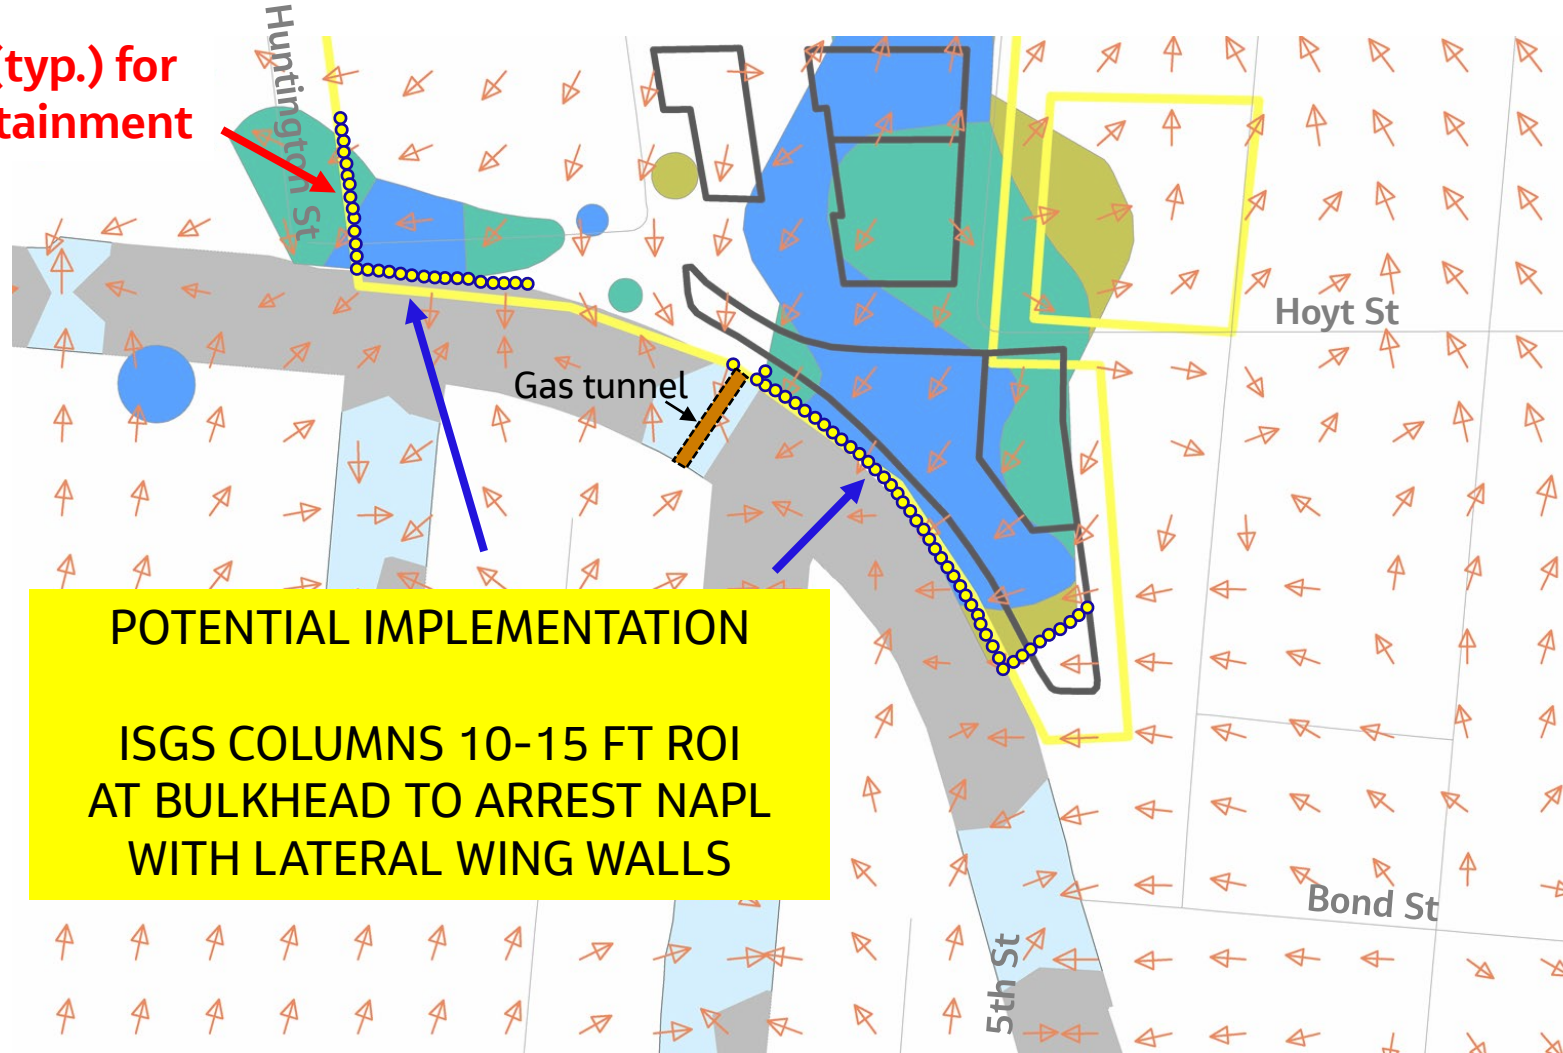 (typ.) for
tainment
Huntington St
Hoyt St
Gas tunnel
POTENTIAL IMPLEMENTATION
ISGS COLUMNS 10-15 FT ROI
AT BULKHEAD TO ARREST NAPL
WITH LATERAL WING WALLS
Bond St
5th St